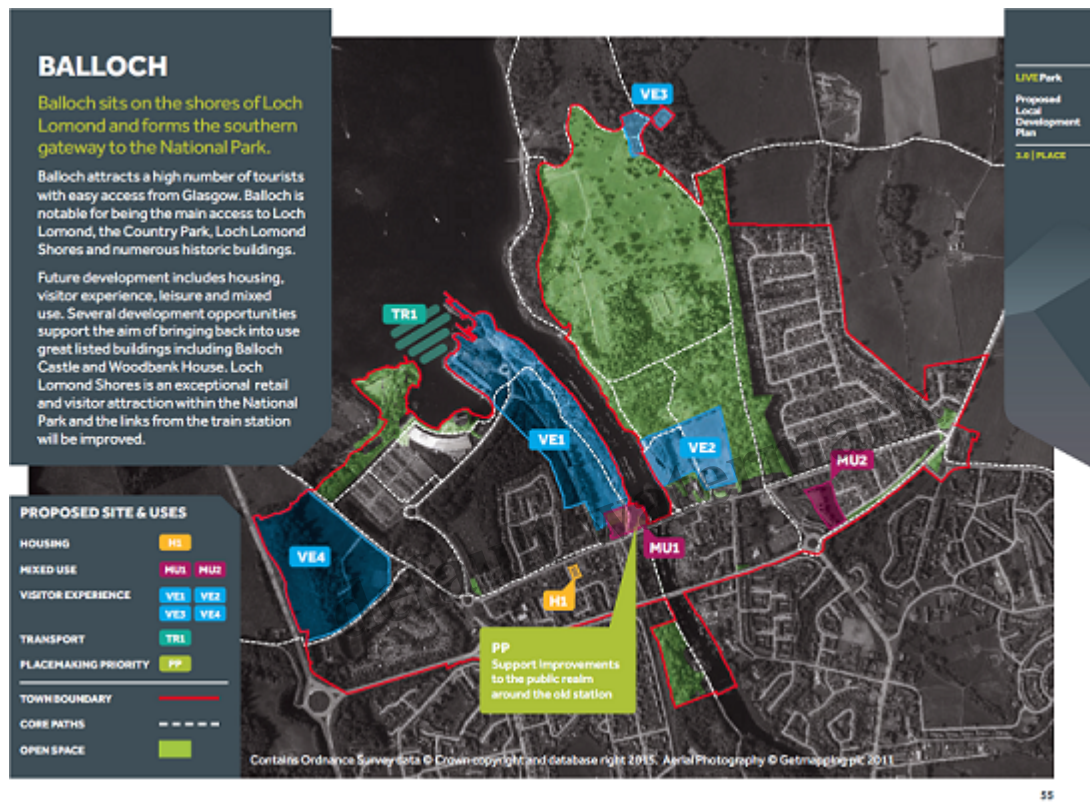 BALLOCH
Balloch sits on the shores of Loch
Lomond and forms the southern
gateway to the National Park.
Balloch attracts a high number of tourists
with easy access from Glasgow. Balloch is
notable for being the main access to Loch
Lomond, the Country Park, Loch Lomond
Shores and numerous historic buildings.
Future development includes housing,
visitor experience, leisure and mixed
use. Several development opportunities
support the aim of bringing back into use
great listed buildings including Balloch
Castle and Woodbank House. Loch
Lomond Shores is an exceptional retail
and visitor attraction within the National
Park and the links from the train station
will be improved.
LIVE Park
Proposed
Local
Development
Plan
3.0 | PLACE
VE3
TR1
VE1
VE2
MU2
MU1
VE4
H1
PP
Support improvements
to the public realm
around the old station
PROPOSED SITE & USES
HOUSING H1
MIXED USE MU1 MU2
VISITOR EXPERIENCE VE1 VE2
VE3 VE4
TRANSPORT TR1
PLACEMAKING PRIORITY PP
TOWN BOUNDARY
CORE PATHS
OPEN SPACE
Contains Ordnance Survey data © Crown copyright and database right 2015. Aerial Photography © Getmapping plc 2011
55